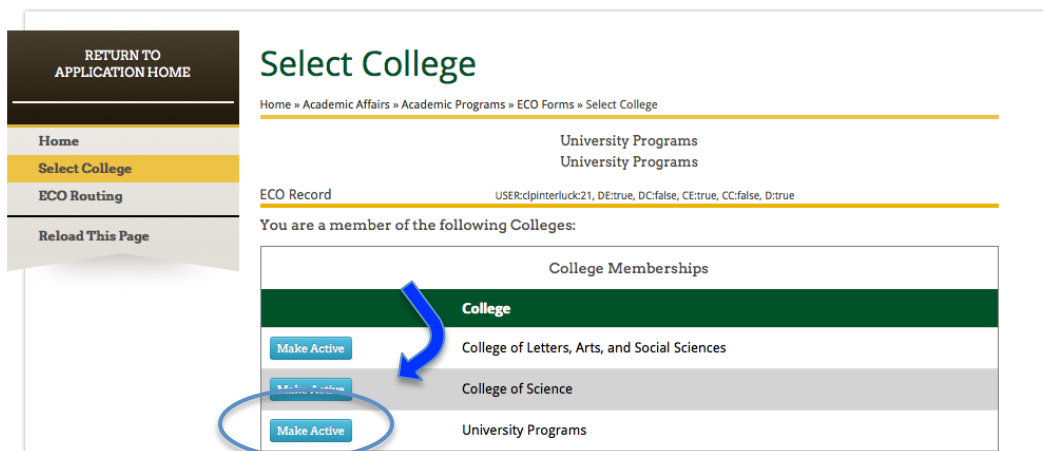 RETURN TO
APPLICATION HOME
Home
Select College
ECO Routing
Reload This Page
Select College
Home » Academic Affairs » Academic Programs » ECO Forms » Select College
University Programs
University Programs
ECO Record USER:clpinterluck:21, DE:true, DC:false, CE:true, CC:false, D:true
You are a member of the following Colleges:
College Memberships
College
Make Active College of Letters, Arts, and Social Sciences
Make Active College of Science
Make Active University Programs